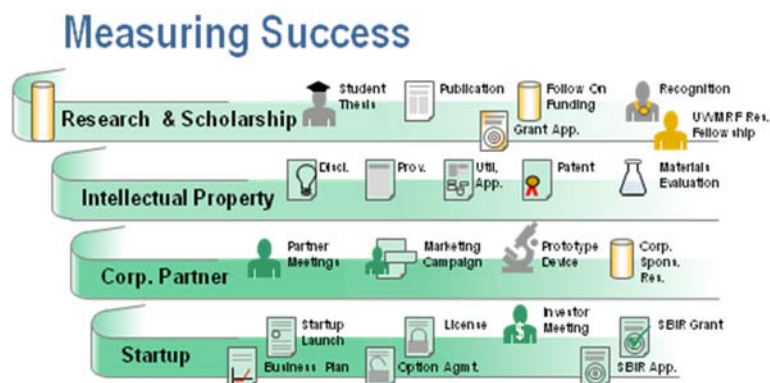 Measuring Success
Student
Thesis
Publication
Follow On
Funding
Recognition
Research & Scholarship
Grant App.
UWMRF Res.
Fellowship
Discl.
Prov.
Util.
App.
Patent
Materials
Evaluation
Intellectual Property
Partner
Meetings
Marketing
Campaign
Prototype
Device
Corp.
Spons.
Res.
Corp. Partner
Startup
Launch
License
Investor
Meeting
SBIR Grant
Startup
Business Plan
Option Agmt.
SBIR App.